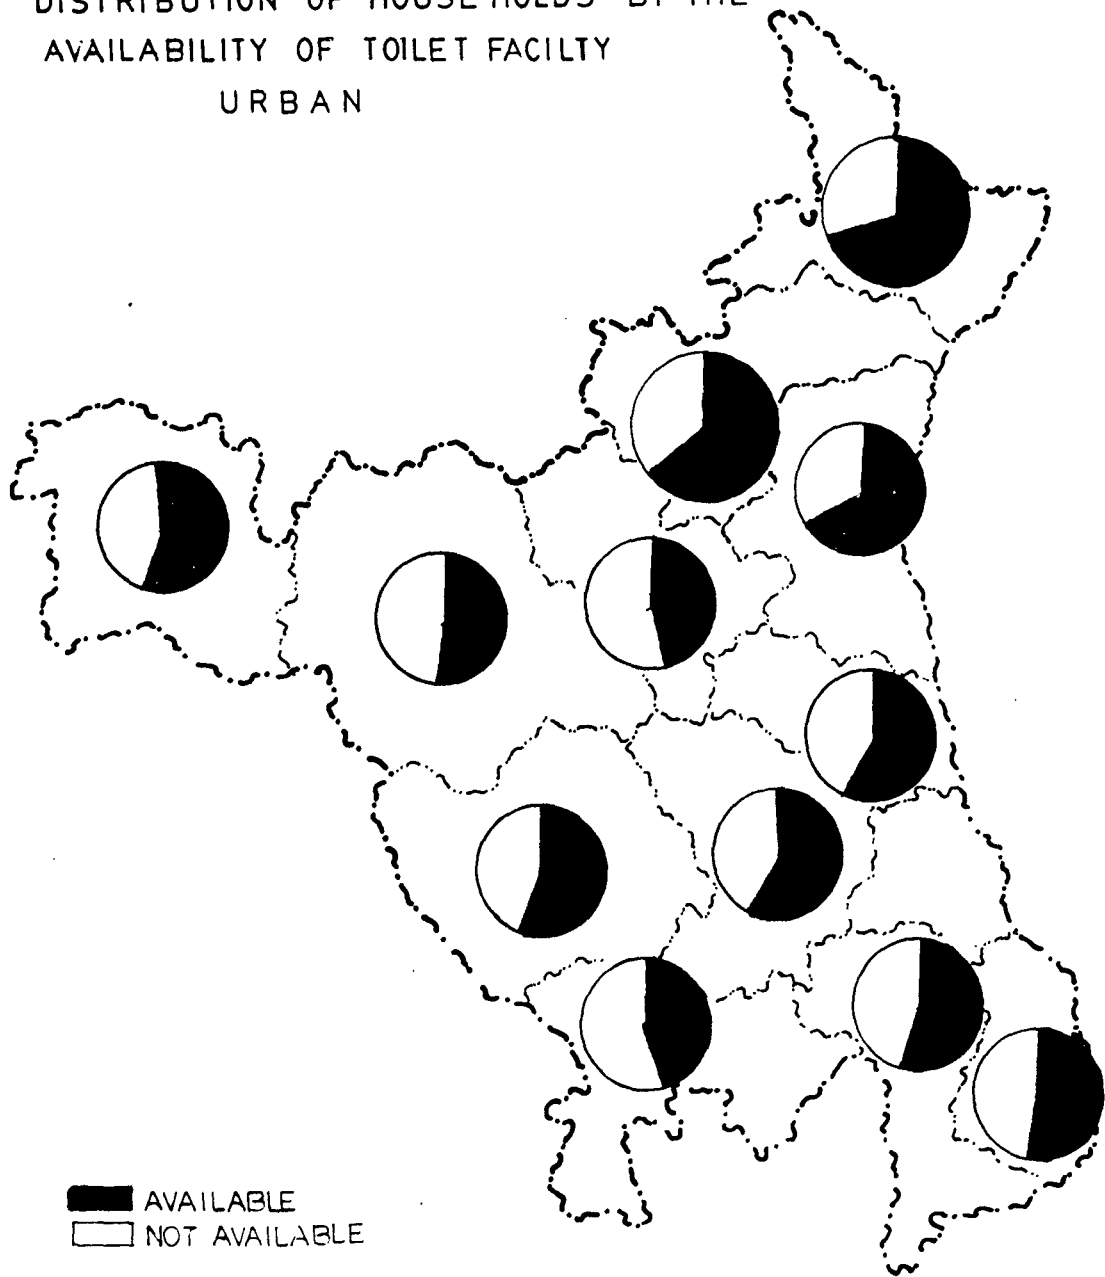 DISTRIBUTION OF HOUSEHOLDS BY THE
AVAILABILITY OF TOILET FACILTY
URBAN
AVAILABLE
NOT AVAILABLE